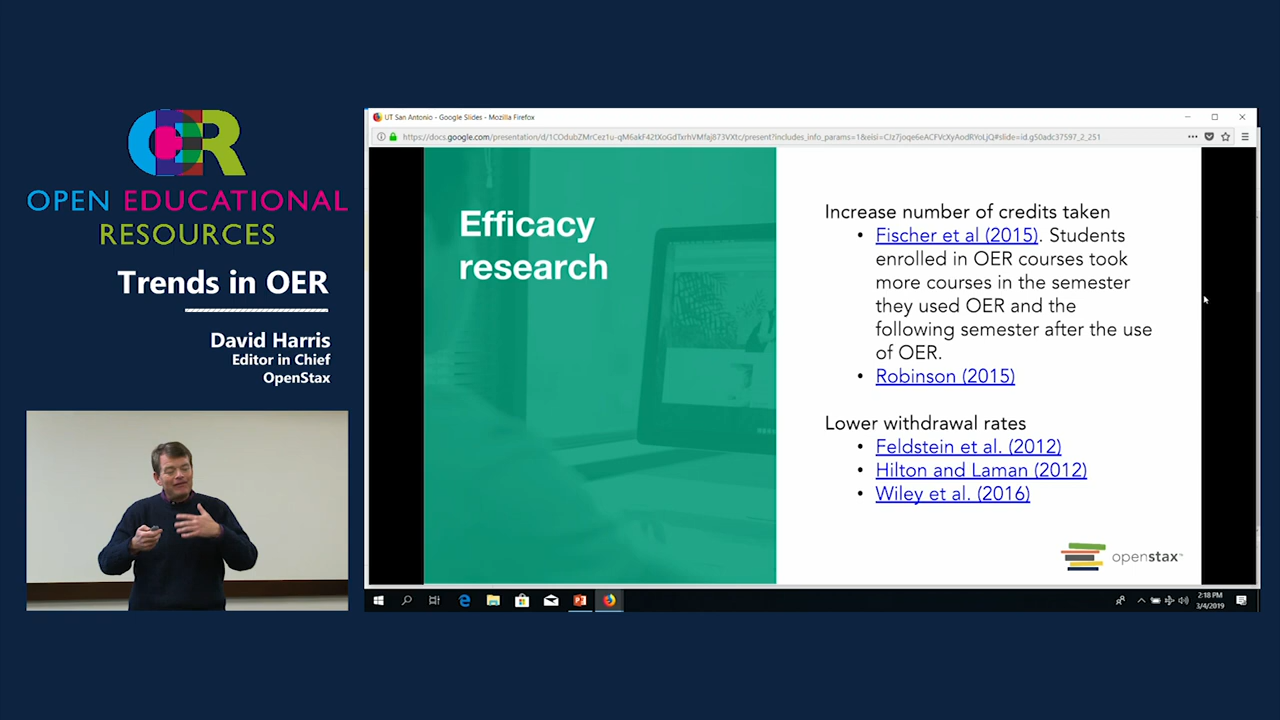 OER
OPEN EDUCATIONAL
RESOURCES
Trends in OER
David Harris
Editor in Chief
OpenStax
UT San Antonio - Google Slides - Mozilla Firefox
Efficacy
research
Increase number of credits taken
• Fischer et al (2015). Students
enrolled in OER courses took
more courses in the semester
they used OER and the
following semester after the use
of OER.
• Robinson (2015)
Lower withdrawal rates
• Feldstein et al. (2012)
• Hilton and Laman (2012)
• Wiley et al. (2016)
openstax™
2:18 PM
3/4/2019